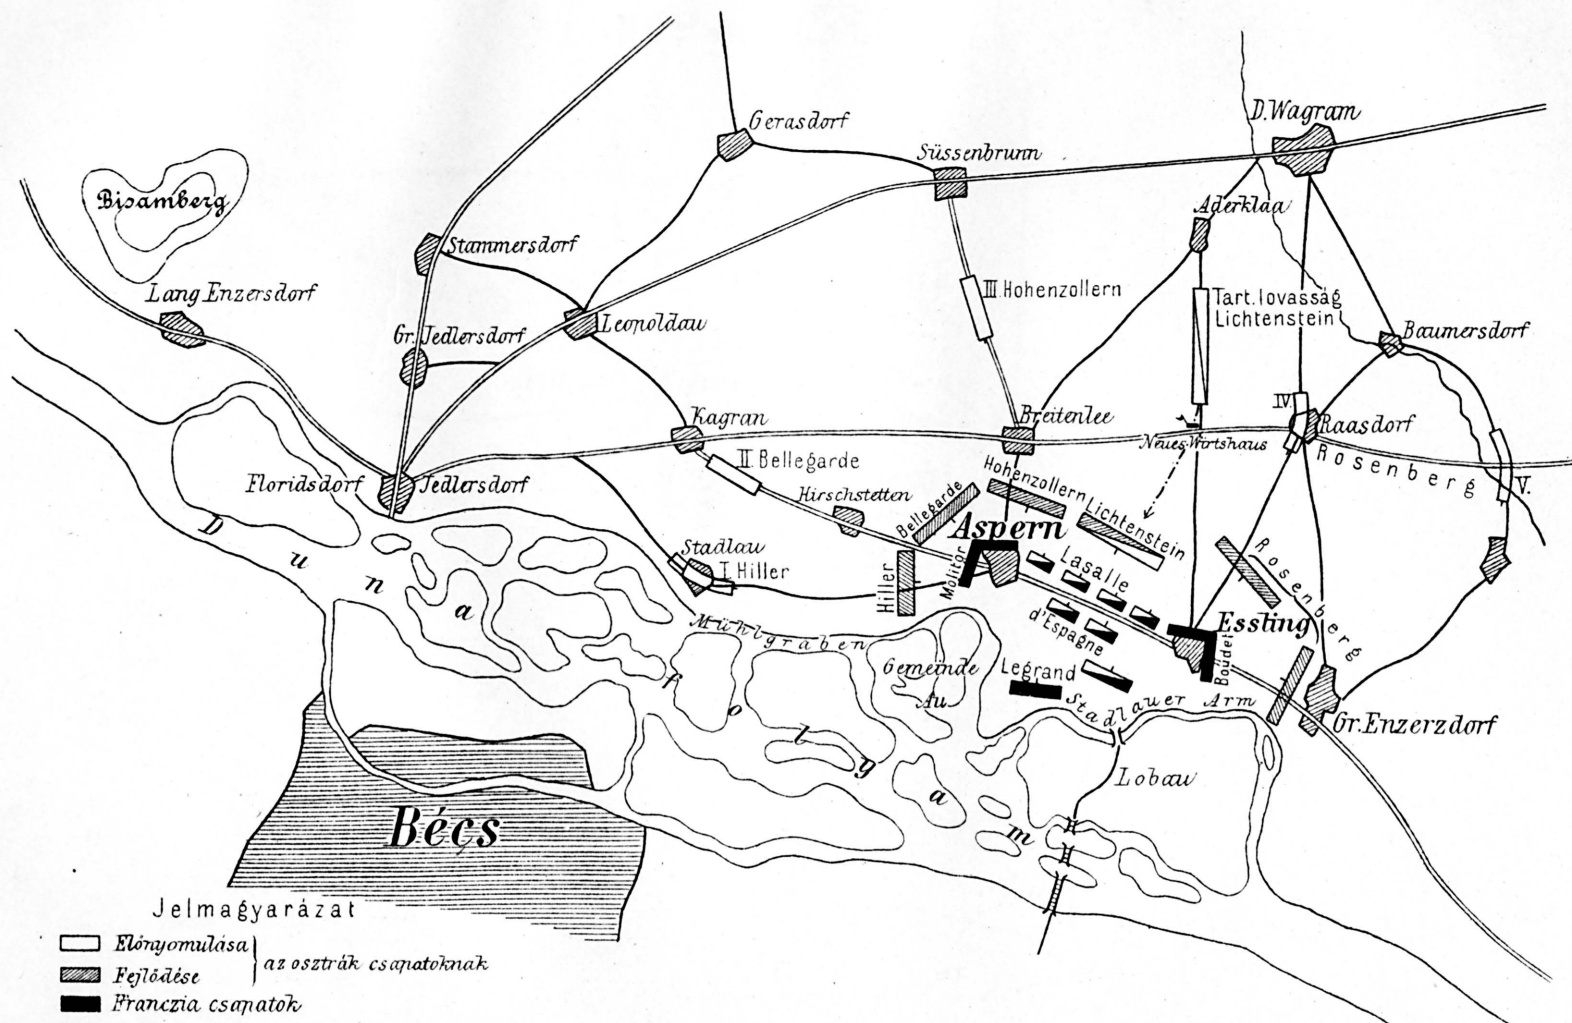 Gerasdorf
D. Wagram
Süssenbrunn
Bisamberg
Aderklaa
Stammersdorf
Lang Enzersdorf
III. Hohenzollern
Tart. lovasság
Lichtenstein
Leopoldau
Gr. Jedlersdorf
Baumersdorf
Kagran
Breitenlee
IV.
Raasdorf
Neues Wirtshaus
Rosenberg
II. Bellegarde
Hohenzollern
Floridsdorf
Jedlersdorf
Hirschstetten
Bellegarde
Lichtenstein
V.
Aspern
Stadlau
I. Hiller
Hiller
Molitor
Lasalle
Rosenberg
d'Espagne
Essling
Boudet
Mühlgraben
Gemeinde
Au
Legrand
Stadlauer Arm
Gr. Enzerzdorf
Duna folyam
Lobau
Bécs
Jelmagyarázat
Előnyomulása
az osztrák csapatoknak
Fejlődése
Franczia csapatok